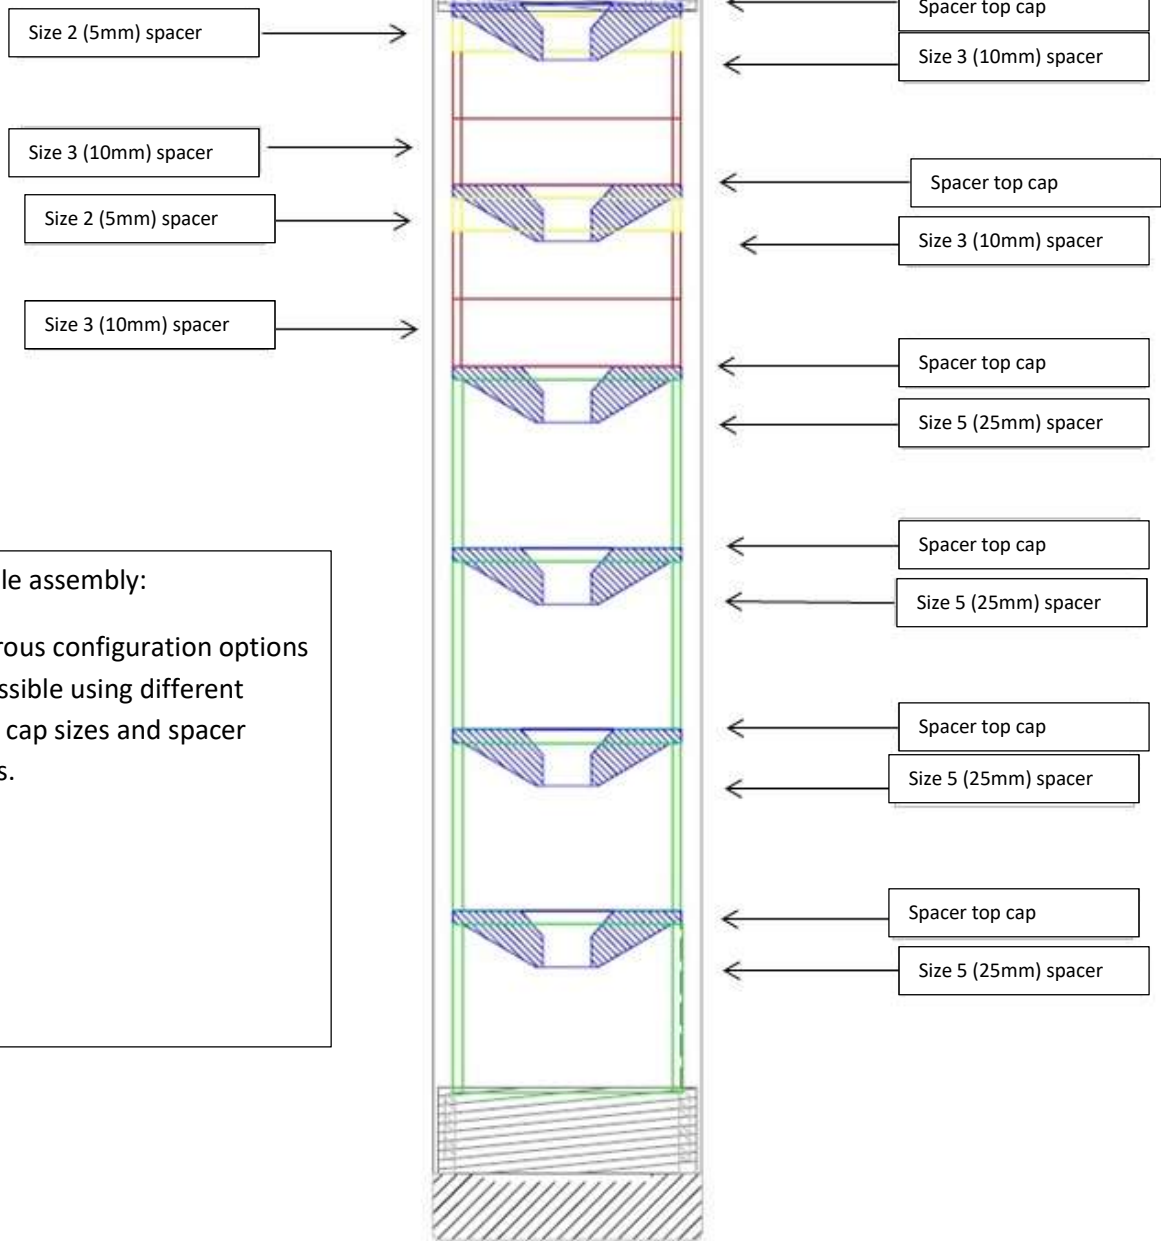 Spacer top cap
Size 2 (5mm) spacer
Size 3 (10mm) spacer
Size 3 (10mm) spacer
Spacer top cap
Size 2 (5mm) spacer
Size 3 (10mm) spacer
Size 3 (10mm) spacer
Spacer top cap
Size 5 (25mm) spacer
Spacer top cap
Size 5 (25mm) spacer
le assembly:
rous configuration options
ssible using different
cap sizes and spacer
s.
Spacer top cap
Size 5 (25mm) spacer
Spacer top cap
Size 5 (25mm) spacer